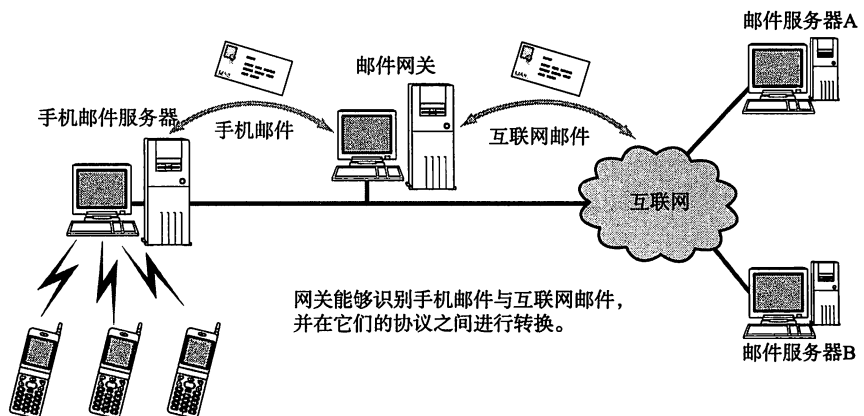 邮件服务器A
邮件网关
手机邮件服务器
手机邮件
互联网邮件
互联网
网关能够识别手机邮件与互联网邮件，
并在它们的协议之间进行转换。
邮件服务器B